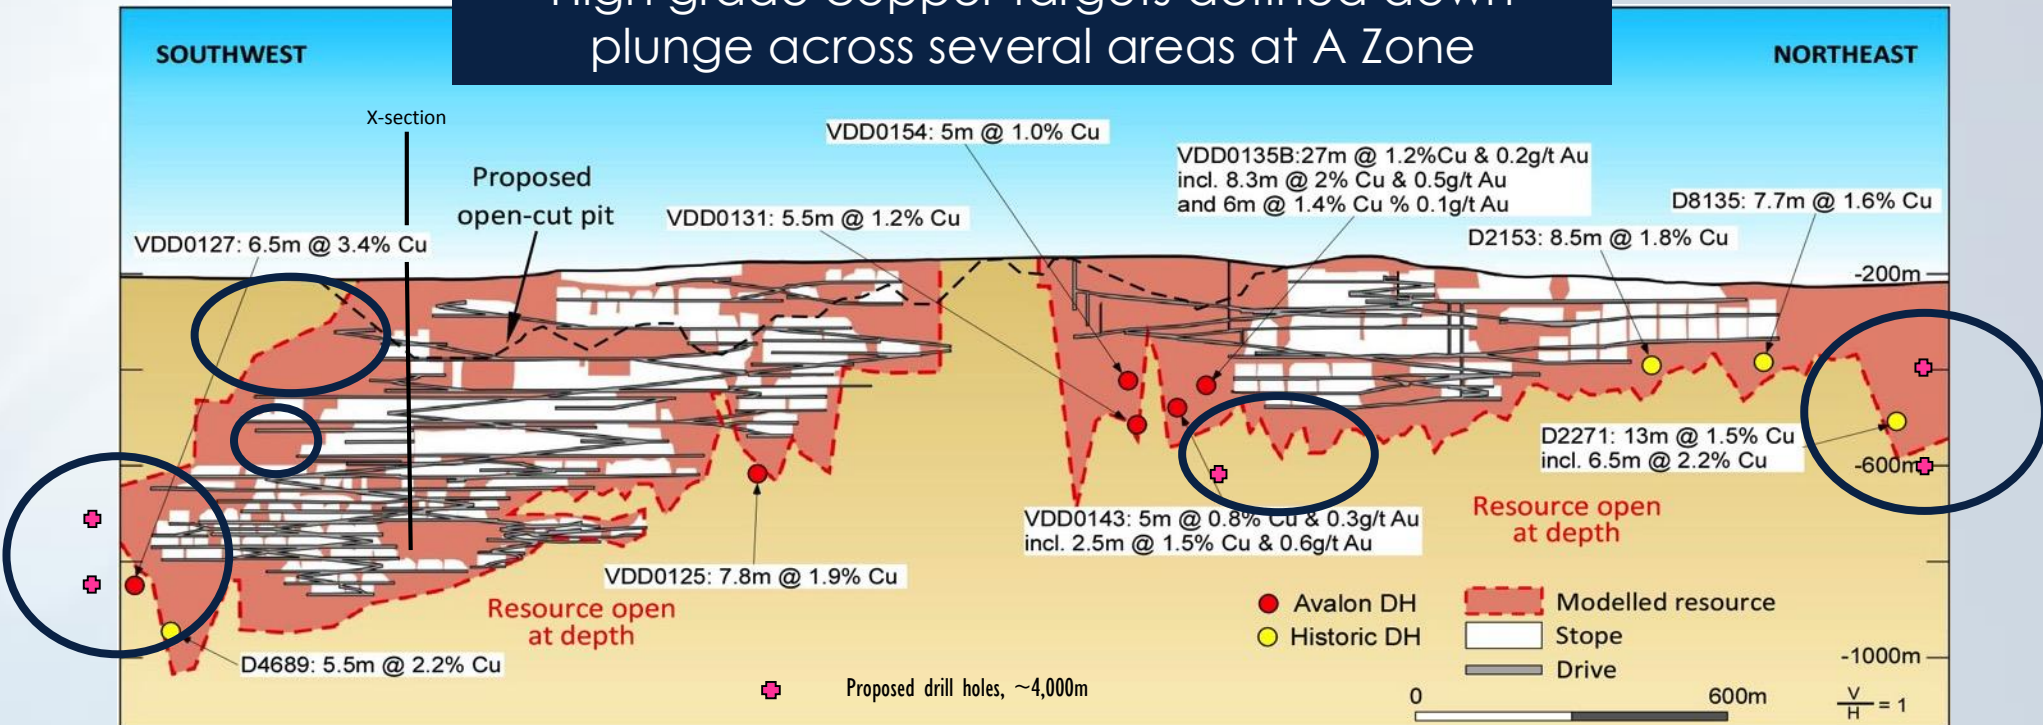 High grade copper targets defined down
plunge across several areas at A Zone
SOUTHWEST
NORTHEAST
X-section
Proposed
open-cut pit
VDD0127: 6.5m @ 3.4% Cu
VDD0131: 5.5m @ 1.2% Cu
VDD0154: 5m @ 1.0% Cu
VDD0135B:27m @ 1.2%Cu & 0.2g/t Au
incl. 8.3m @ 2% Cu & 0.5g/t Au
and 6m @ 1.4% Cu % 0.1g/t Au
D8135: 7.7m @ 1.6% Cu
D2153: 8.5m @ 1.8% Cu
-200m
D2271: 13m @ 1.5% Cu
incl. 6.5m @ 2.2% Cu
-600m
Resource open
at depth
VDD0143: 5m @ 0.8% Cu & 0.3g/t Au
incl. 2.5m @ 1.5% Cu & 0.6g/t Au
VDD0125: 7.8m @ 1.9% Cu
Resource open
at depth
D4689: 5.5m @ 2.2% Cu
Avalon DH
Historic DH
Modelled resource
Stope
Drive
-1000m
Proposed drill holes, ~4,000m
0
600m
V
H = 1